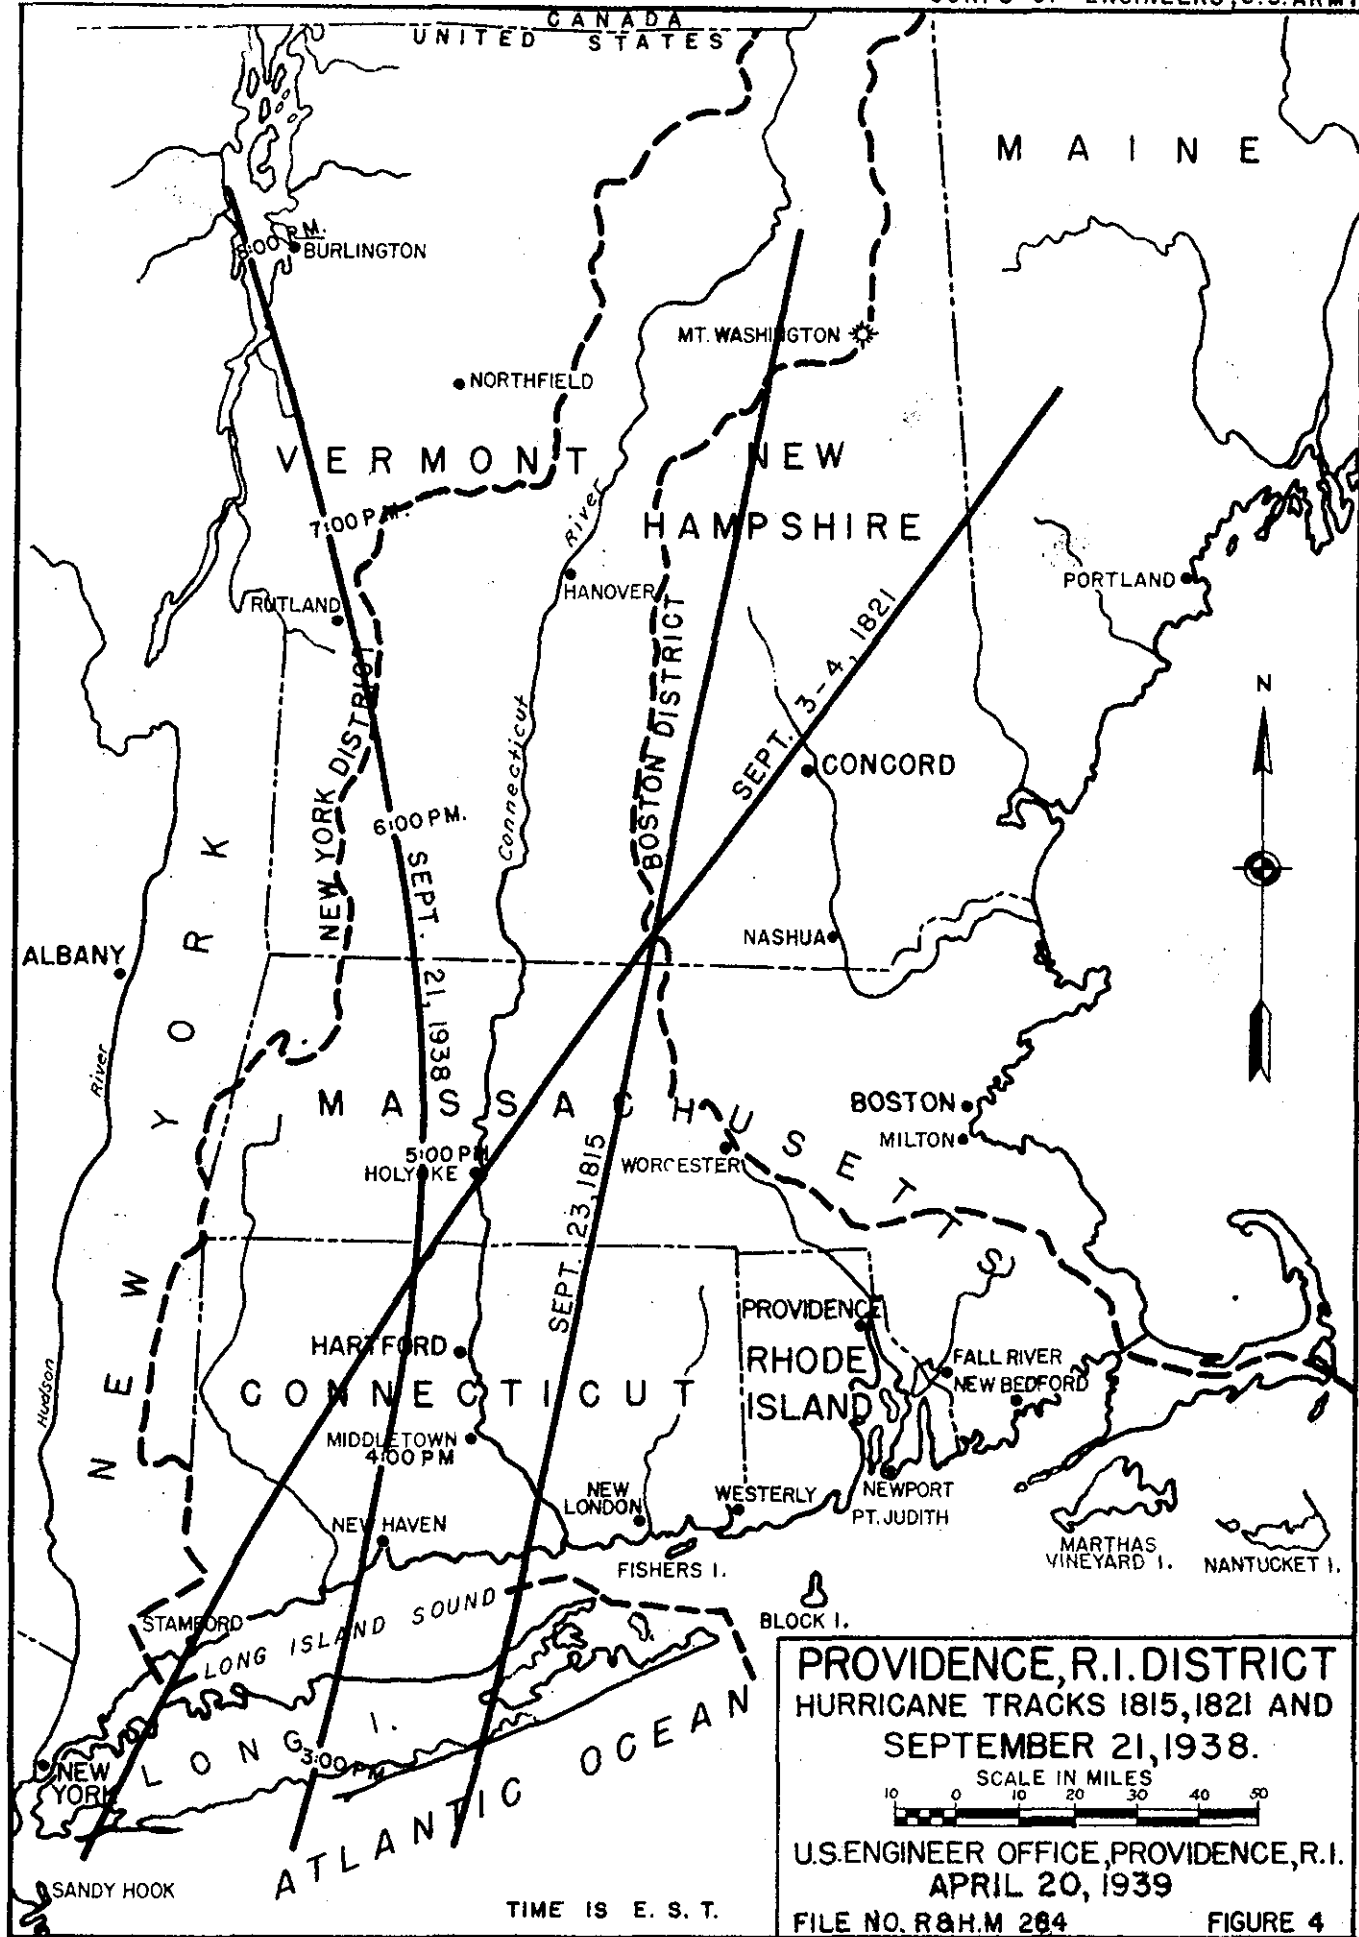 CORPS OF ENGINEERS, U.S. ARMY
CANADA
UNITED STATES
MAINE
8:00 P.M.
BURLINGTON
MT. WASHINGTON
NORTHFIELD
VERMONT
NEW
HAMPSHIRE
7:00 P.M.
River
HANOVER
PORTLAND
RUTLAND
BOSTON DISTRICT
SEPT. 3-4, 1821
NEW YORK DISTRICT
N
Connecticut
CONCORD
6:00 PM.
SEPT. 21, 1938
NEW YORK
NASHUA
ALBANY
River
MASSACHUSETTS
BOSTON
MILTON
5:00 PM
HOLYOKE
WORCESTER
SEPT. 23, 1815
PROVIDENCE
HARTFORD
RHODE
ISLAND
FALL RIVER
NEW BEDFORD
Hudson
CONNECTICUT
MIDDLETOWN
4:00 PM
NEW
LONDON
WESTERLY
NEWPORT
PT. JUDITH
NEW HAVEN
MARTHAS
VINEYARD I.
NANTUCKET I.
FISHERS I.
BLOCK I.
STAMFORD
LONG ISLAND SOUND
LONG I.
3:00 PM
NEW
YORK
ATLANTIC OCEAN
SANDY HOOK
TIME IS E. S. T.
PROVIDENCE, R.I. DISTRICT
HURRICANE TRACKS 1815, 1821 AND
SEPTEMBER 21, 1938.
SCALE IN MILES
10 0 10 20 30 40 50
U.S. ENGINEER OFFICE, PROVIDENCE, R.I.
APRIL 20, 1939
FILE NO. R&H.M 284 FIGURE 4